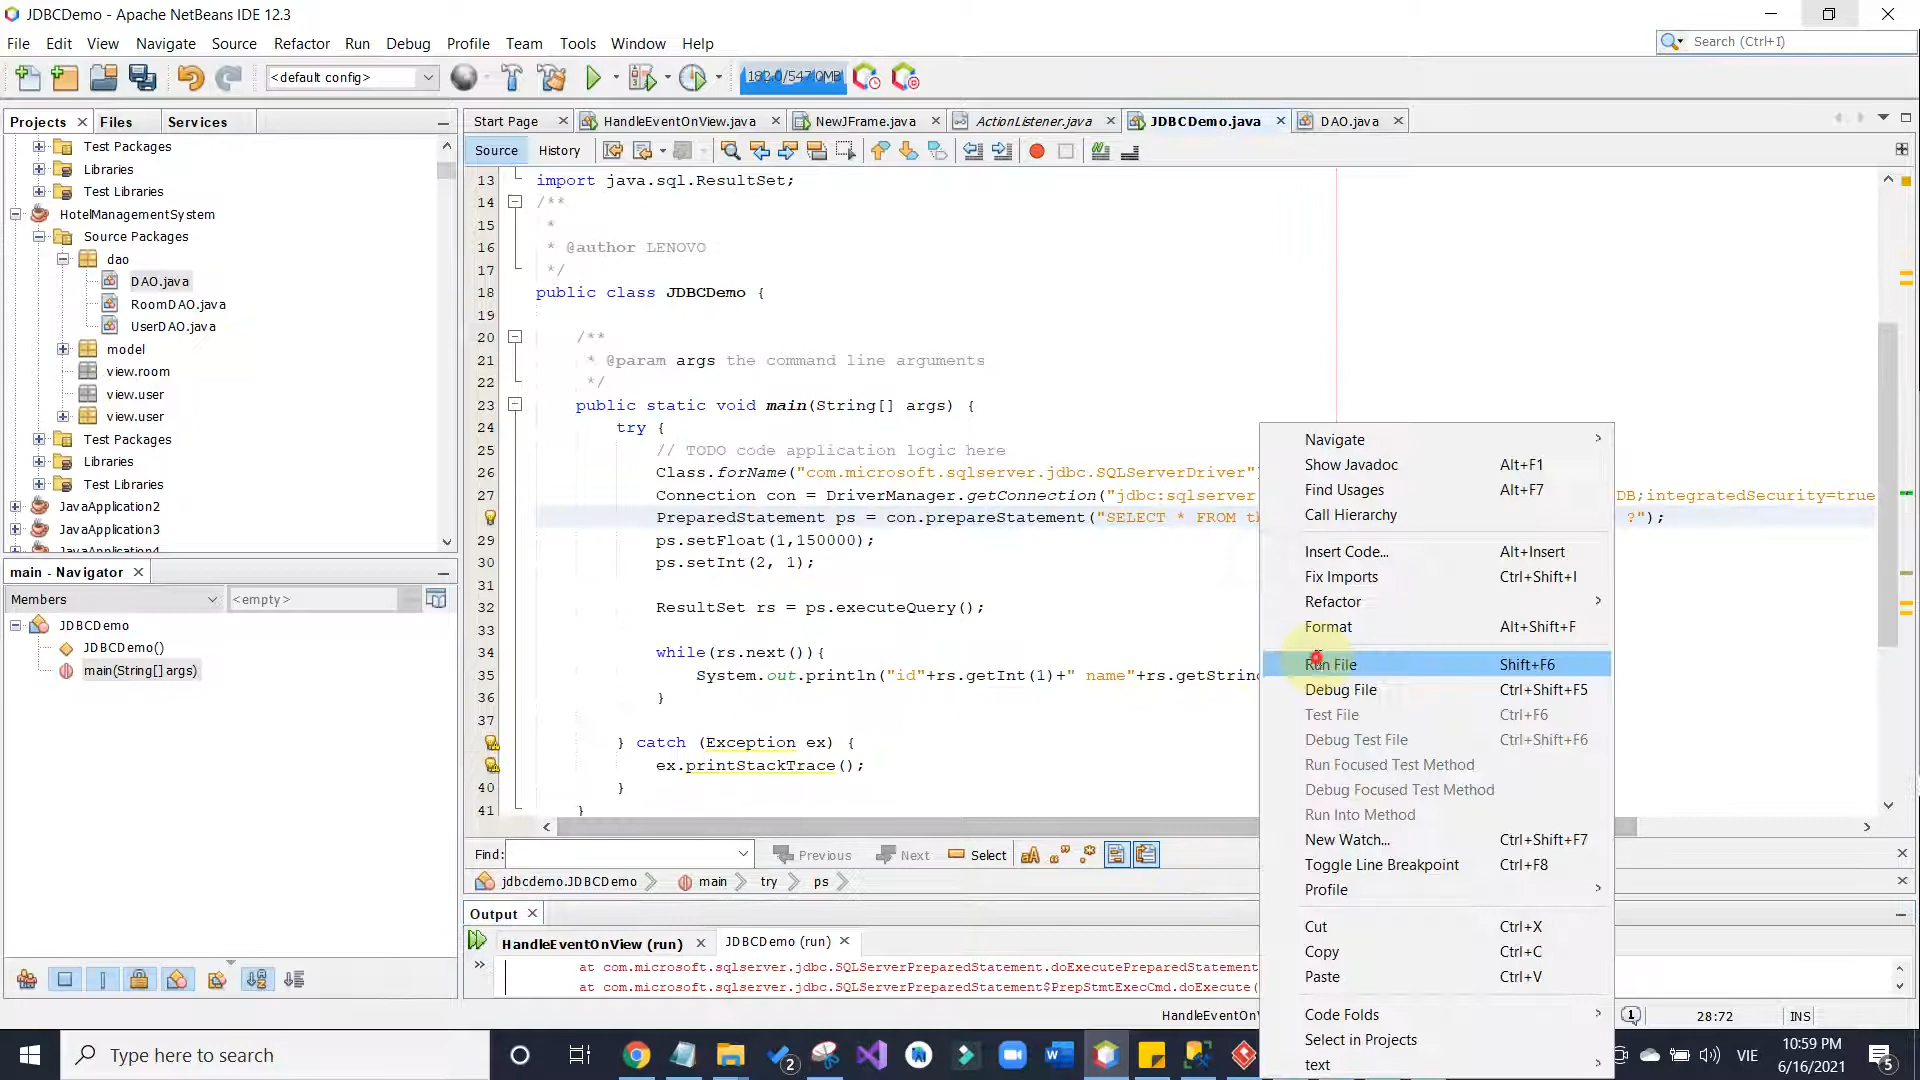 JDBCDemo - Apache NetBeans IDE 12.3
File Edit View Navigate Source Refactor Run Debug Profile Team Tools Window Help
Search (Ctrl+I)
<default config>
182.0/547.0MB
Projects Files Services
Start Page HandleEventOnView.java NewJFrame.java ActionListener.java JDBCDemo.java DAO.java
Source History
Test Packages
Libraries
Test Libraries
HotelManagementSystem
Source Packages
dao
DAO.java
RoomDAO.java
UserDAO.java
model
view.room
view.user
view.user
Test Packages
Libraries
Test Libraries
JavaApplication2
JavaApplication3
JavaApplication4
main - Navigator
Members <empty>
JDBCDemo
JDBCDemo()
main(String[] args)
13 import java.sql.ResultSet;
14 /**
15 *
16 * @author LENOVO
17 */
18 public class JDBCDemo {
19
20 /**
21 * @param args the command line arguments
22 */
23 public static void main(String[] args) {
24 try {
25 // TODO code application logic here
26 Class.forName("com.microsoft.sqlserver.jdbc.SQLServerDriver")
27 Connection con = DriverManager.getConnection("jdbc:sqlserver DB;integratedSecurity=true
PreparedStatement ps = con.prepareStatement("SELECT * FROM ?");
29 ps.setFloat(1,150000);
30 ps.setInt(2, 1);
31
32 ResultSet rs = ps.executeQuery();
33
34 while(rs.next()){
35 System.out.println("id"+rs.getInt(1)+" name"+rs.getString
36 }
37
} catch (Exception ex) {
ex.printStackTrace();
40 }
41 }
Navigate
Show Javadoc Alt+F1
Find Usages Alt+F7
Call Hierarchy
Insert Code... Alt+Insert
Fix Imports Ctrl+Shift+I
Refactor
Format Alt+Shift+F
Run File Shift+F6
Debug File Ctrl+Shift+F5
Test File Ctrl+F6
Debug Test File Ctrl+Shift+F6
Run Focused Test Method
Debug Focused Test Method
Run Into Method
New Watch... Ctrl+Shift+F7
Toggle Line Breakpoint Ctrl+F8
Profile
Cut Ctrl+X
Copy Ctrl+C
Paste Ctrl+V
Code Folds
Select in Projects
text
Find: Previous Next Select
jdbcdemo.JDBCDemo main try ps
Output
HandleEventOnView (run) JDBCDemo (run)
at com.microsoft.sqlserver.jdbc.SQLServerPreparedStatement.doExecutePreparedStatement
at com.microsoft.sqlserver.jdbc.SQLServerPreparedStatement$PrepStmtExecCmd.doExecute(
HandleEventOnV 1 28:72 INS
Type here to search
2
VIE
10:59 PM
6/16/2021
5